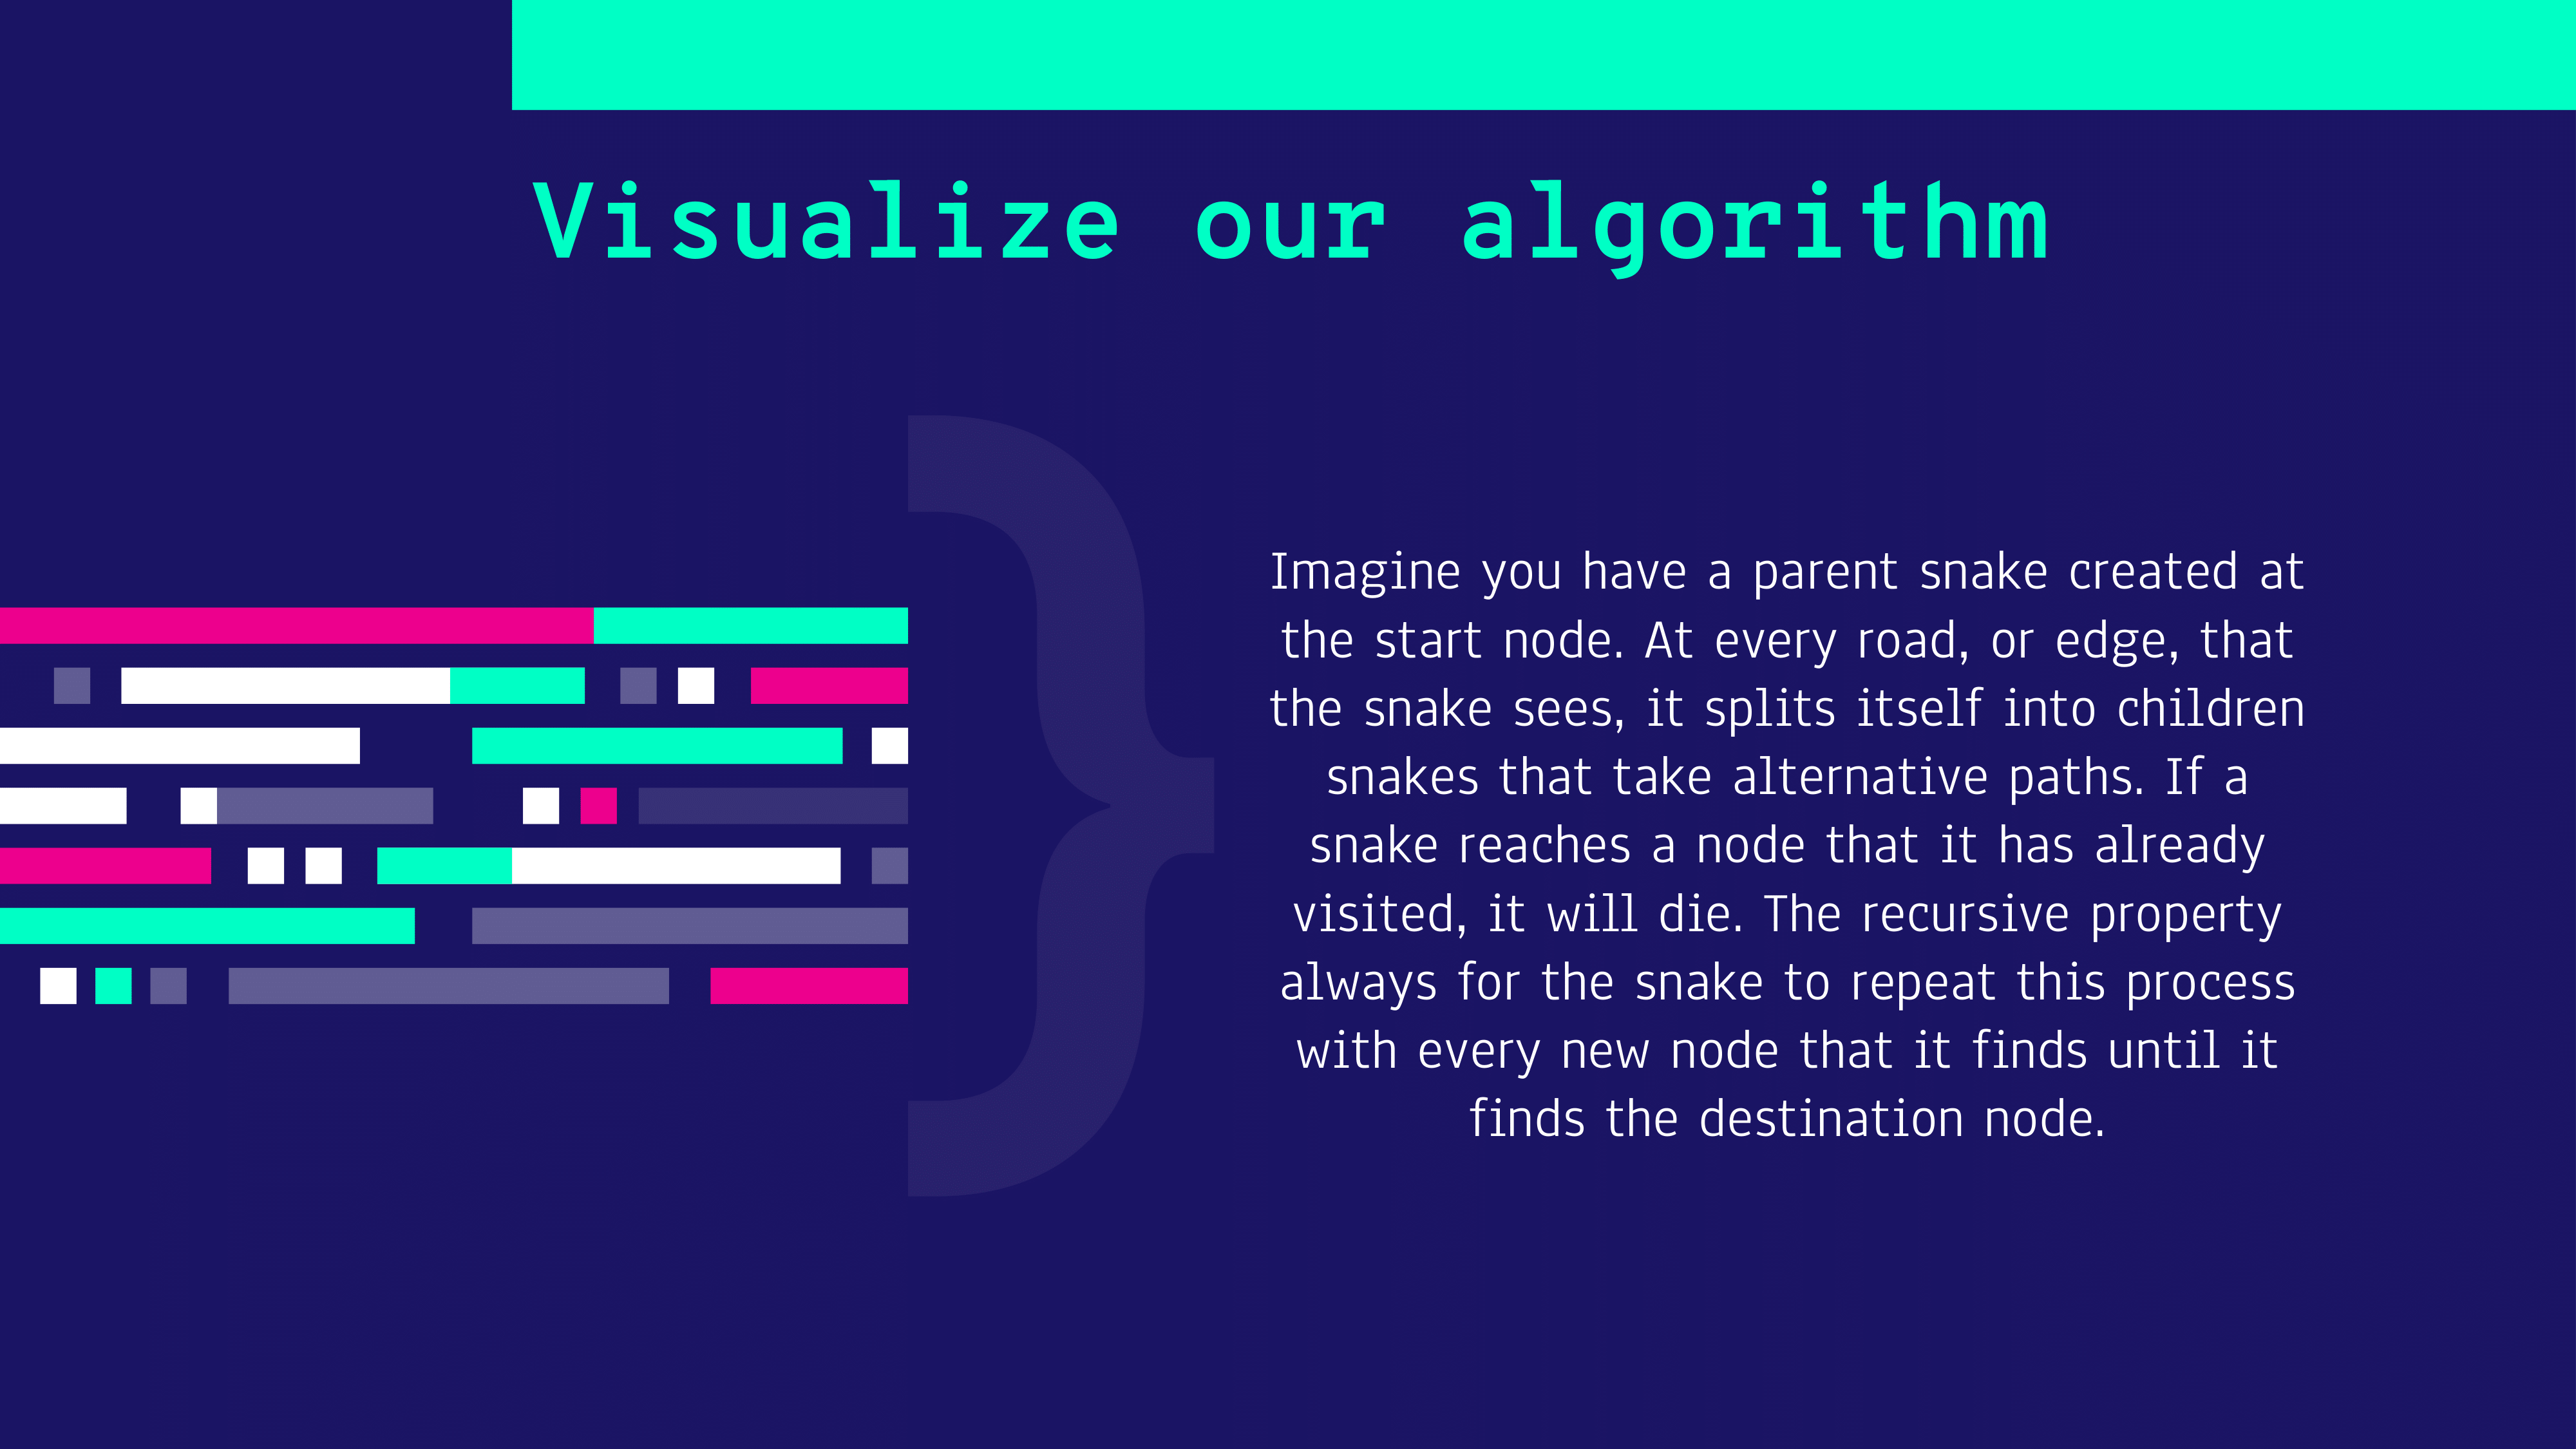 Visualize our algorithm
}
Imagine you have a parent snake created at
the start node. At every road, or edge, that
the snake sees, it splits itself into children
snakes that take alternative paths. If a
snake reaches a node that it has already
visited, it will die. The recursive property
always for the snake to repeat this process
with every new node that it finds until it
finds the destination node.